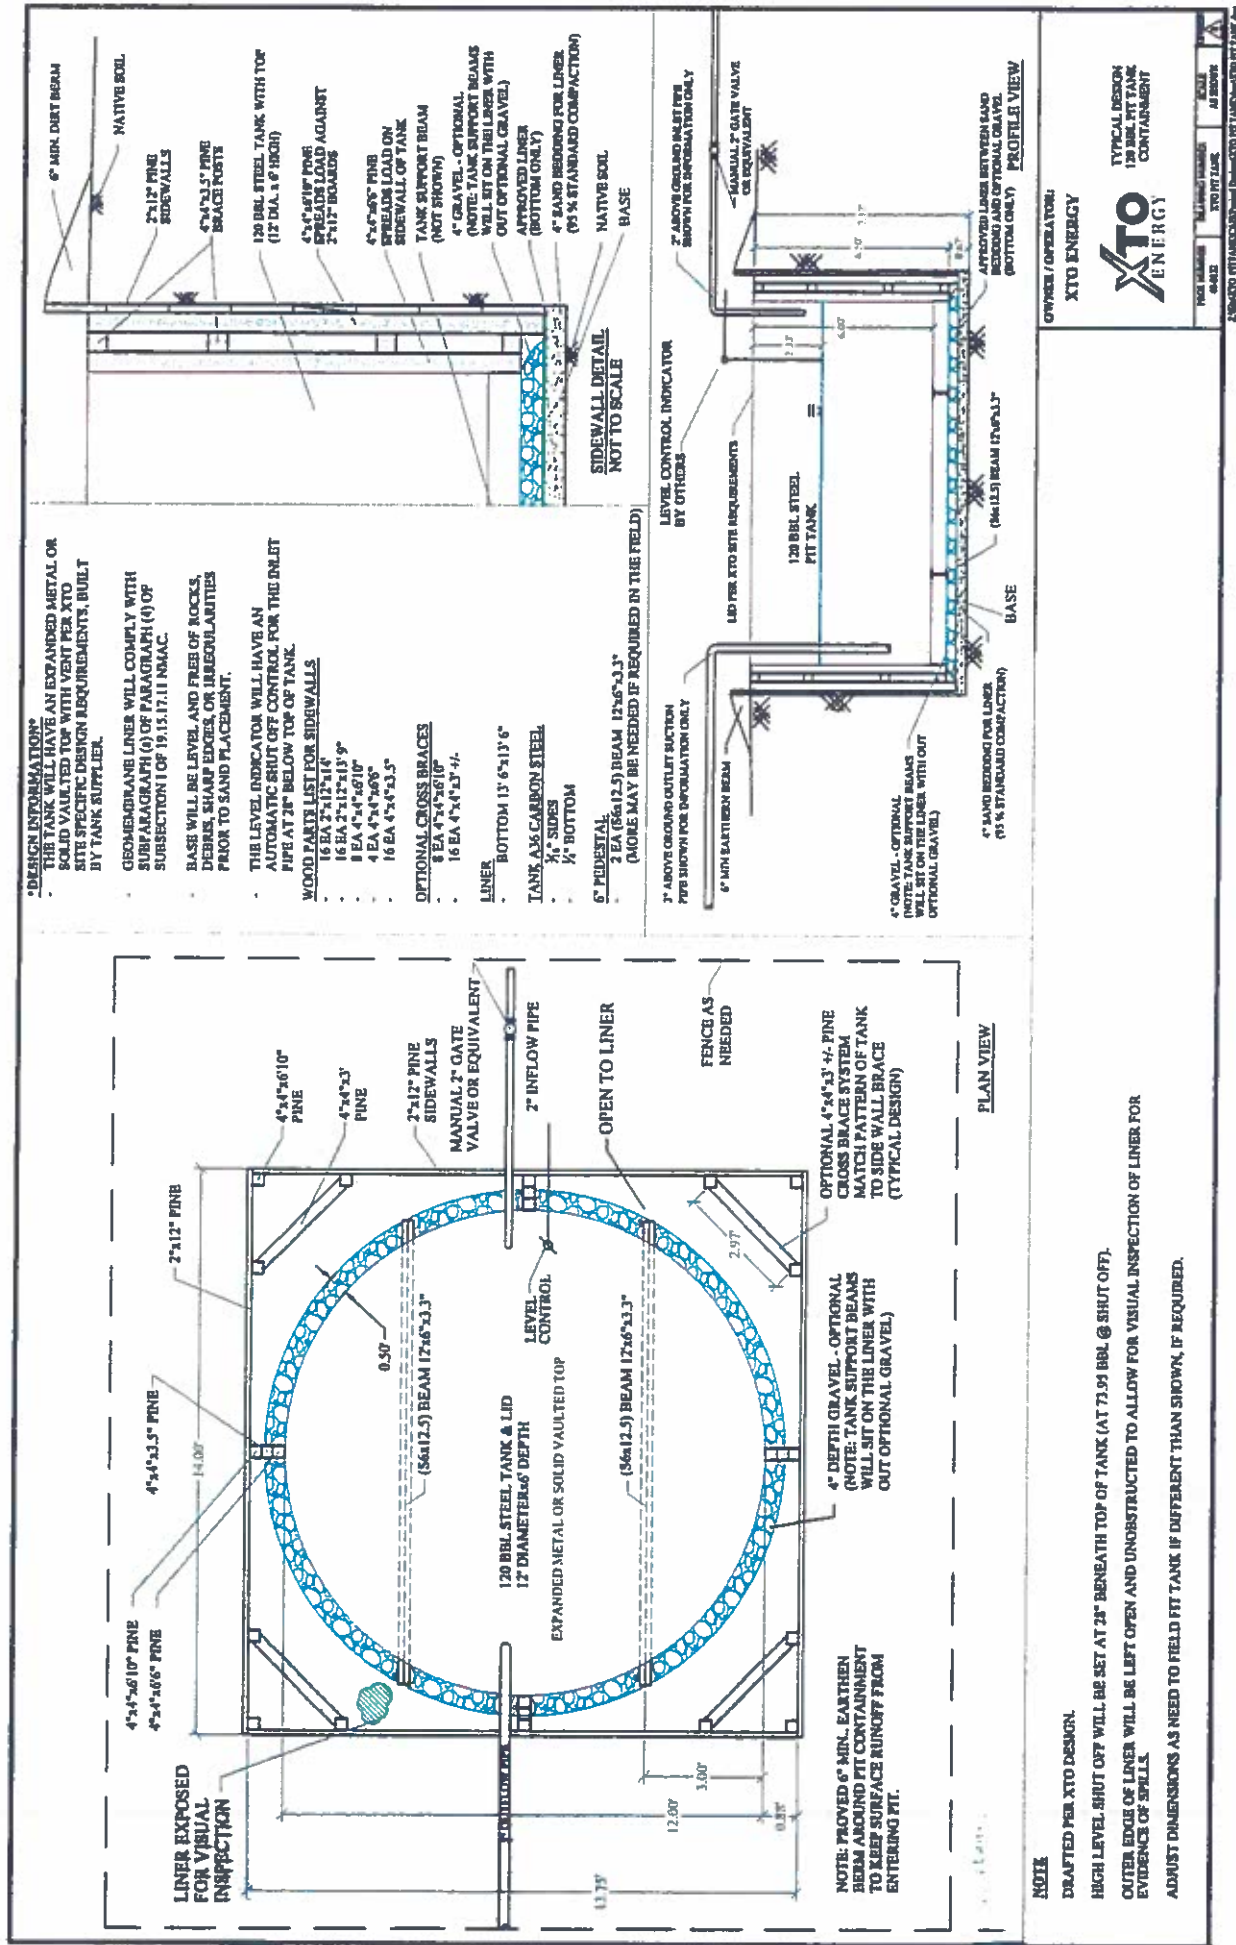 LINER EXPOSED
FOR VISUAL
INSPECTION
4"x4"x6'10" PINE
4"x4"x6'6" PINE
4"x4"x3.5" PINE
2"x12" PINE
14.00'
4"x4"x6'10"
PINE
4"x4"x3'
PINE
2"x12" PINE
SIDEWALLS
MANUAL 2" GATE
VALVE OR EQUIVALENT
2" INFLOW PIPE
OPEN TO LINER
FENCE AS
NEEDED
0.50'
(S6x12.5) BEAM 12'x6"x3.3"
LEVEL
CONTROL
120 BBL STEEL TANK & LID
12' DIAMETERx6' DEPTH
EXPANDED METAL OR SOLID VAULTED TOP
(S6x12.5) BEAM 12'x6"x3.3"
2.97'
13.75'
12.00'
3.00'
0.88'
OPTIONAL 4"x4"x3' +/- PINE
CROSS BRACE SYSTEM
MATCH PATTERN OF TANK
TO SIDE WALL BRACE
(TYPICAL DESIGN)
4" DEPTH GRAVEL - OPTIONAL
(NOTE: TANK SUPPORT BEAMS
WILL SIT ON THE LINER WITH
OUT OPTIONAL GRAVEL)
NOTE: PROVED 6" MIN., EARTHEN
BERM AROUND PIT CONTAINMENT
TO KEEP SURFACE RUNOFF FROM
ENTERING PIT.
PLAN VIEW
*DESIGN INFORMATION*
- THE TANK WILL HAVE AN EXPANDED METAL OR
SOLID VAULTED TOP WITH VENT PER XTO
SITE SPECIFIC DESIGN REQUIREMENTS, BUILT
BY TANK SUPPLIER.
- GEOMEMBRANE LINER WILL COMPLY WITH
SUBPARAGRAPH (a) OF PARAGRAPH (4) OF
SUBSECTION I OF 19.15.17.11 NMAC.
- BASE WILL BE LEVEL AND FREE OF ROCKS,
DEBRIS, SHARP EDGES, OR IRREGULARITIES
PRIOR TO SAND PLACEMENT.
- THE LEVEL INDICATOR WILL HAVE AN
AUTOMATIC SHUT OFF CONTROL FOR THE INLET
PIPE AT 28" BELOW TOP OF TANK.
WOOD PARTS LIST FOR SIDEWALLS
- 16 EA 2"x12"x14'
- 16 EA 2"x12"x13'9"
- 8 EA 4"x4"x6'10"
- 4 EA 4"x4"x6'6"
- 16 EA 4"x4"x3.5"
OPTIONAL CROSS BRACES
- 8 EA 4"x4"x6'10"
- 16 EA 4"x4"x3' +/-
LINER
- BOTTOM 13' 6"x13' 6"
TANK A36 CARBON STEEL
- 3/16" SIDES
- 1/4" BOTTOM
6" PEDESTAL
- 2 EA (S6x12.5) BEAM 12'x6"x3.3"
(MORE MAY BE NEEDED IF REQUIRED IN THE FIELD)
6" MIN. DIRT BERM
NATIVE SOIL
2"x12" PINE
SIDEWALLS
4"x4"x3.5" PINE
BRACE POSTS
120 BBL STEEL TANK WITH TOP
(12' DIA. x 6' HIGH)
4"x4"x6'10" PINE
SPREADS LOAD AGAINST
2"x12" BOARDS
4"x4"x6'6" PINE
SPREADS LOAD ON
SIDEWALL OF TANK
TANK SUPPORT BEAM
(NOT SHOWN)
4" GRAVEL - OPTIONAL
(NOTE: TANK SUPPORT BEAMS
WILL SIT ON THE LINER WITH
OUT OPTIONAL GRAVEL)
APPROVED LINER
(BOTTOM ONLY)
4" SAND BEDDING FOR LINER
(95 % STANDARD COMPACTION)
NATIVE SOIL
BASE
SIDEWALL DETAIL
NOT TO SCALE
3" ABOVE GROUND OUTLET SUCTION
PIPE SHOWN FOR INFORMATION ONLY
6" MIN EARTHERN BERM
LEVEL CONTROL INDICATOR
BY OTHERS
LID PER XTO SITE REQUIREMENTS
120 BBL STEEL
PIT TANK
2" ABOVE GROUND INLET PIPE
SHOWN FOR INFORMATION ONLY
MANUAL 2" GATE VALVE
OR EQUIVALENT
2.33'
6.00'
4" GRAVEL - OPTIONAL
(NOTE: TANK SUPPORT BEAMS
WILL SIT ON THE LINER WITH OUT
OPTIONAL GRAVEL)
4" SAND BEDDING FOR LINER
(95 % STANDARD COMPACTION)
BASE
(S6x12.5) BEAM 12'x6"x3.3"
APPROVED LINER BETWEEN SAND
BEDDING AND OPTIONAL GRAVEL
(BOTTOM ONLY)
PROFILE VIEW
NOTE
DRAFTED PER XTO DESIGN.
HIGH LEVEL SHUT OFF WILL BE SET AT 28" BENEATH TOP OF TANK (AT 73.95 BBL @ SHUT OFF).
OUTER EDGE OF LINER WILL BE LEFT OPEN AND UNOBSTRUCTED TO ALLOW FOR VISUAL INSPECTION OF LINER FOR
EVIDENCE OF SPILLS.
ADJUST DIMENSIONS AS NEED TO FIELD FIT TANK IF DIFFERENT THAN SHOWN, IF REQUIRED.
OWNER / OPERATOR:
XTO ENERGY
XTO
ENERGY
TYPICAL DESIGN
120 BBL PIT TANK
CONTAINMENT
DRAWING NUMBER
XTO PIT TANK
SCALE
AS SHOWN